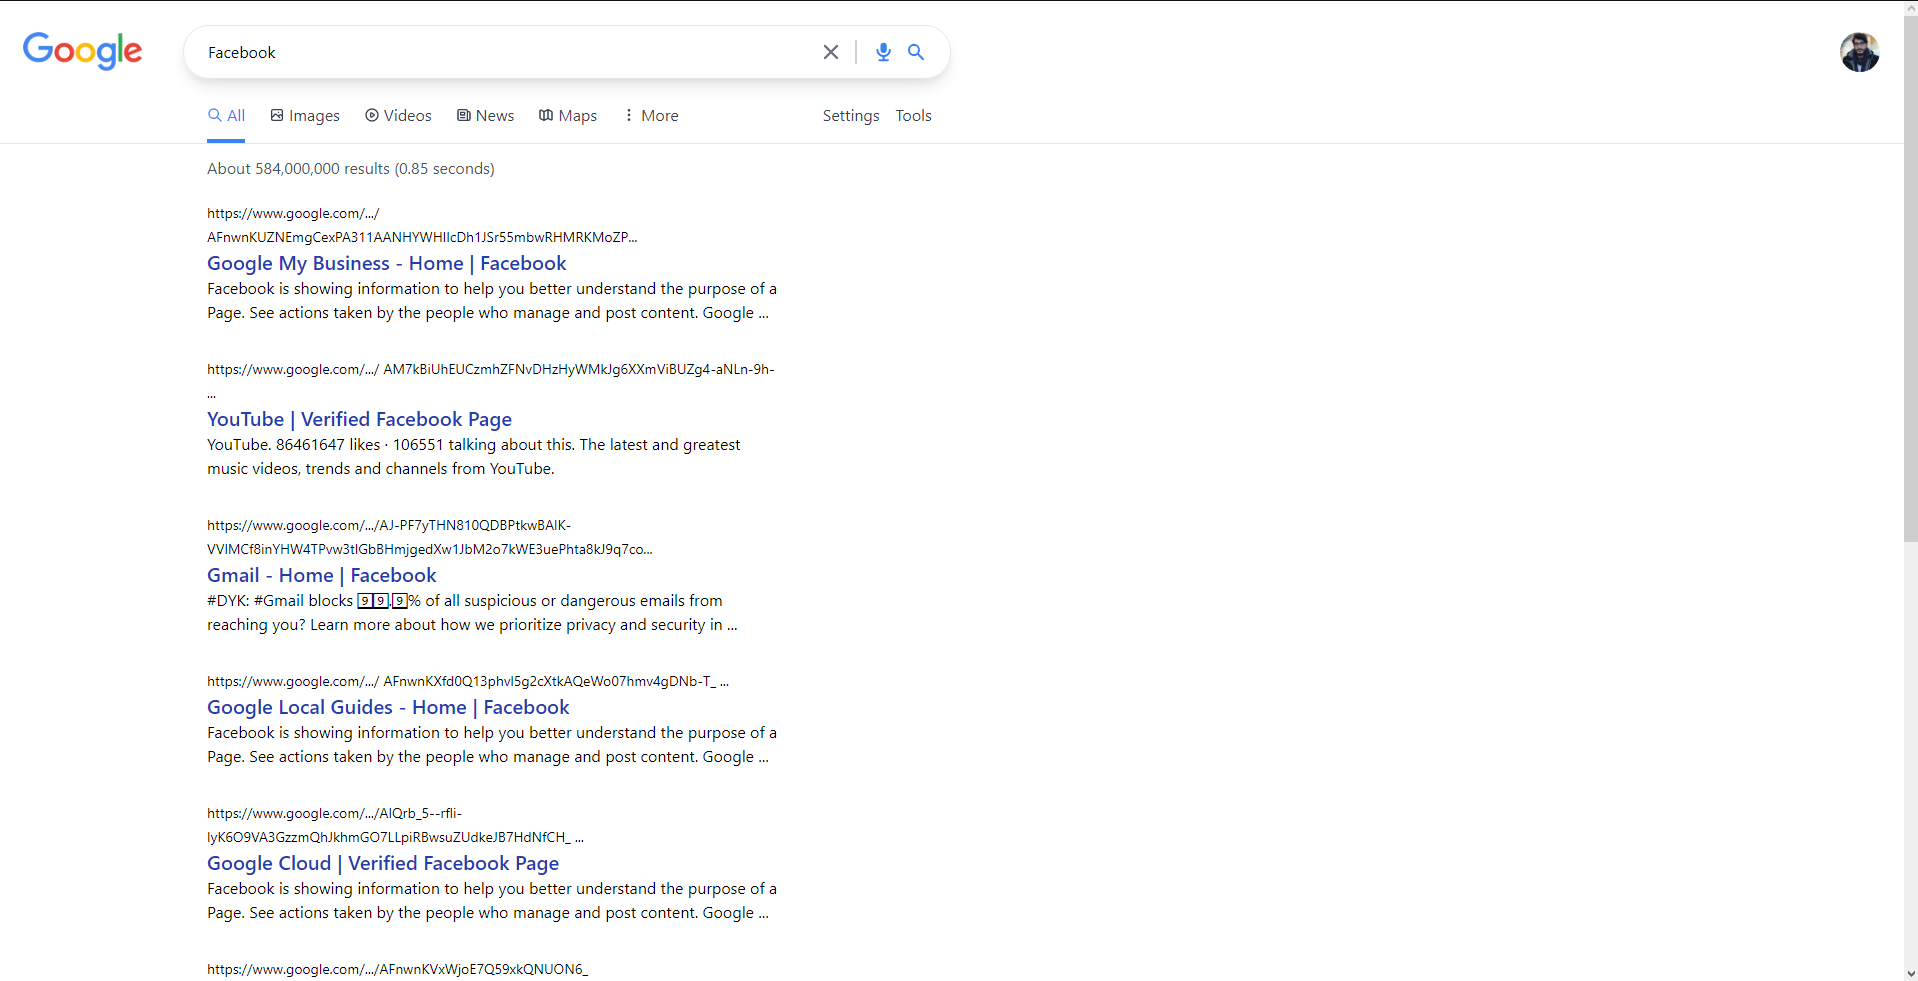 Google
Facebook
All Images Videos News Maps More Settings Tools
About 584,000,000 results (0.85 seconds)
https://www.google.com/.../
AFnwnKUZNEmgCexPA311AANHYWHIlcDh1JSr55mbwRHMRKMoZP...
Google My Business - Home | Facebook
Facebook is showing information to help you better understand the purpose of a
Page. See actions taken by the people who manage and post content. Google ...
https://www.google.com/.../ AM7kBiUhEUCzmhZFNvDHzHyWMkJg6XXmViBUZg4-aNLn-9h-
...
YouTube | Verified Facebook Page
YouTube. 86461647 likes · 106551 talking about this. The latest and greatest
music videos, trends and channels from YouTube.
https://www.google.com/.../AJ-PF7yTHN810QDBPtkwBAlK-
VVIMCf8inYHW4TPvw3tIGbBHmjgedXw1JbM2o7kWE3uePhta8kJ9q7co...
Gmail - Home | Facebook
#DYK: #Gmail blocks 9️⃣9️⃣.9️⃣% of all suspicious or dangerous emails from
reaching you? Learn more about how we prioritize privacy and security in ...
https://www.google.com/.../ AFnwnKXfd0Q13phvI5g2cXtkAQeWo07hmv4gDNb-T_ ...
Google Local Guides - Home | Facebook
Facebook is showing information to help you better understand the purpose of a
Page. See actions taken by the people who manage and post content. Google ...
https://www.google.com/.../AIQrb_5--rfli-
IyK6O9VA3GzzmQhJkhmGO7LLpiRBwsuZUdkeJB7HdNfCH_ ...
Google Cloud | Verified Facebook Page
Facebook is showing information to help you better understand the purpose of a
Page. See actions taken by the people who manage and post content. Google ...
https://www.google.com/.../AFnwnKVxWjoE7Q59xkQNUON6_